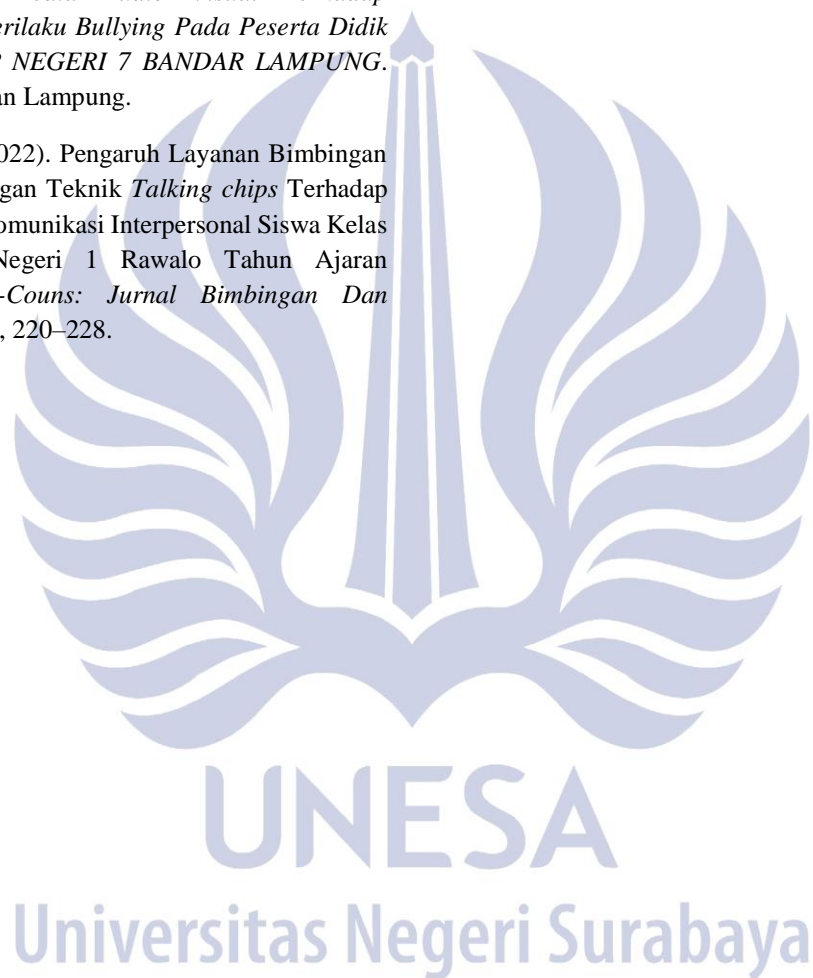 erilaku Bullying Pada Peserta Didik
NEGERI 7 BANDAR LAMPUNG.
an Lampung.
022). Pengaruh Layanan Bimbingan
gan Teknik Talking chips Terhadap
omunikasi Interpersonal Siswa Kelas
Negeri 1 Rawalo Tahun Ajaran
-Couns: Jurnal Bimbingan Dan
, 220–228.
UNESA
Universitas Negeri Surabaya